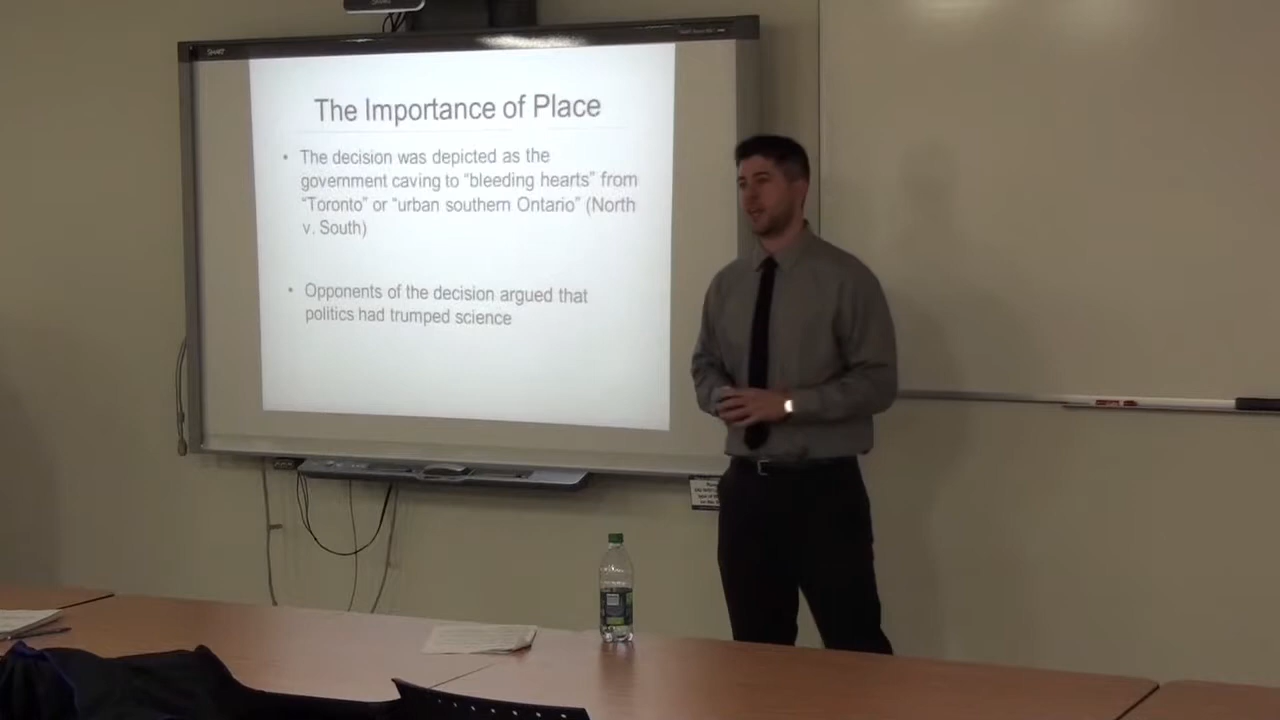 SMART
The Importance of Place
• The decision was depicted as the
government caving to “bleeding hearts” from
“Toronto” or “urban southern Ontario” (North
v. South)
• Opponents of the decision argued that
politics had trumped science